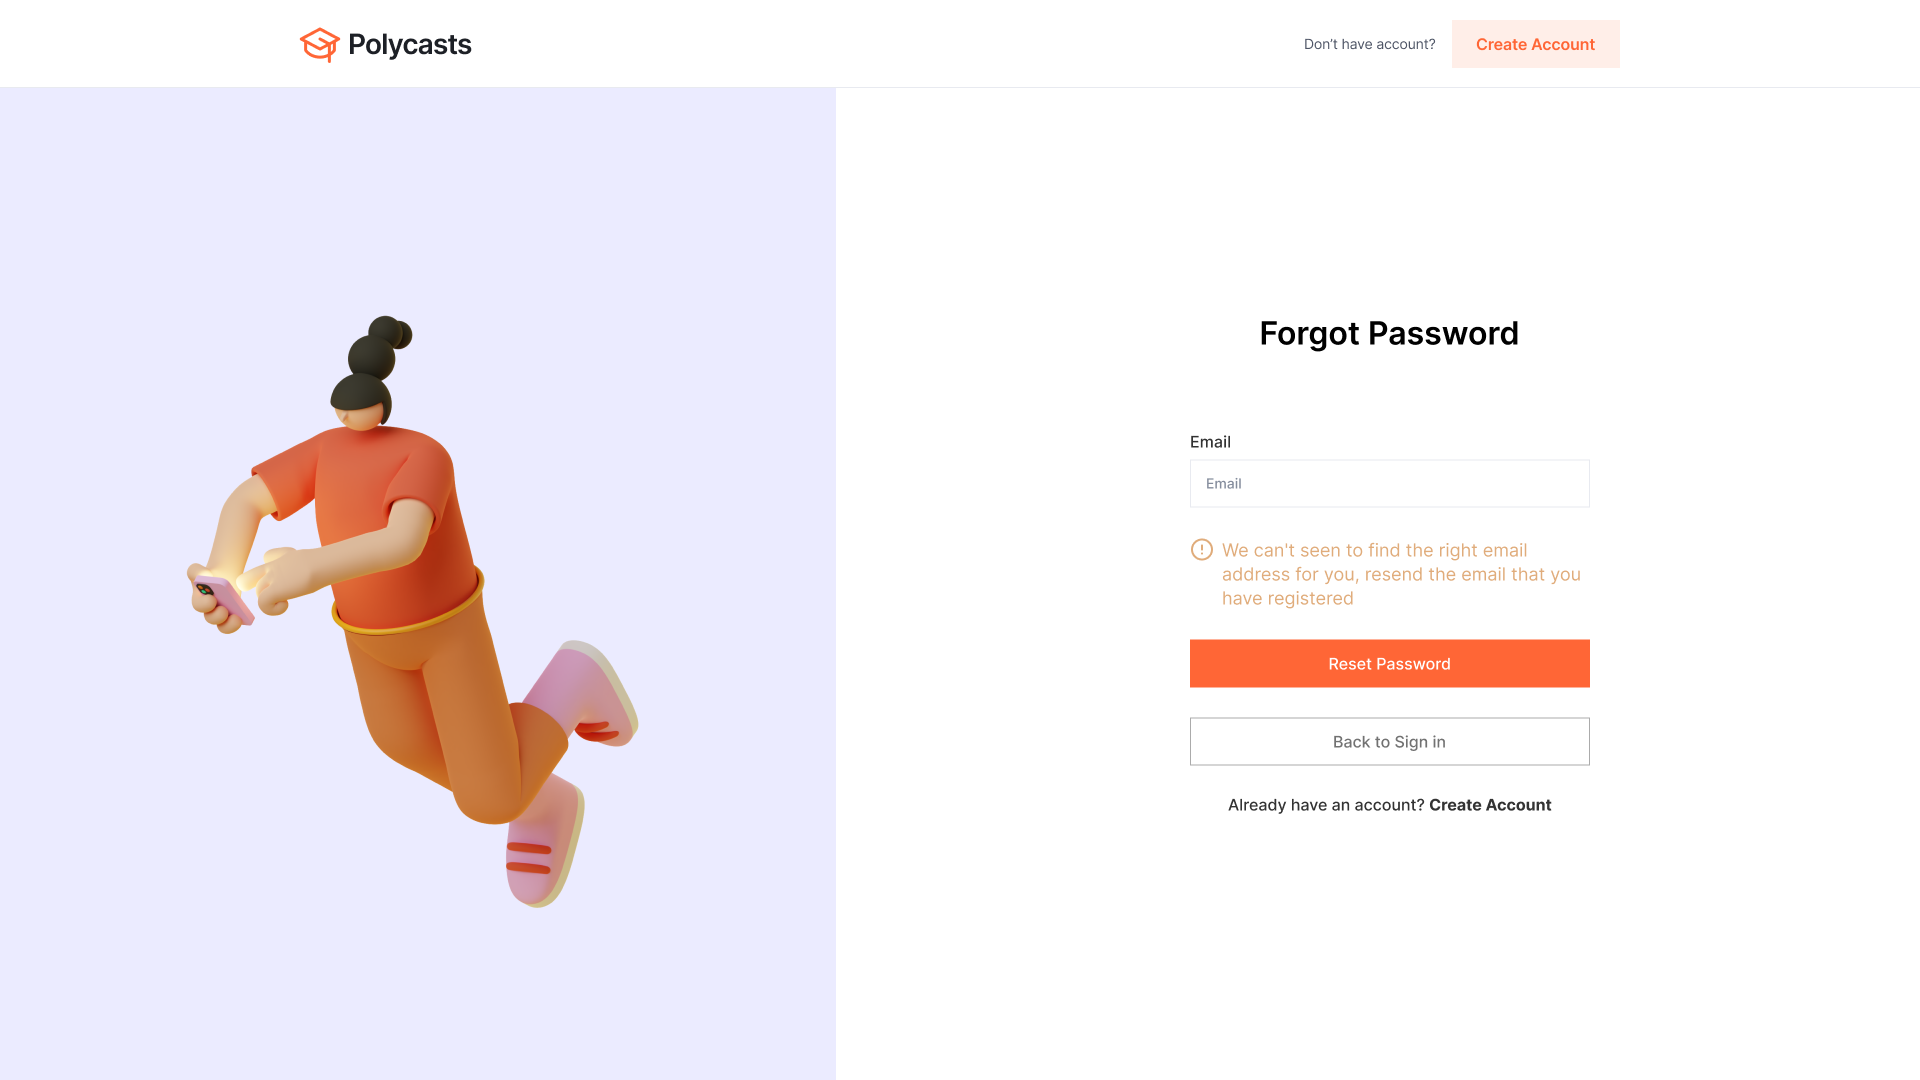 Polycasts
Don't have account?
Create Account
Forgot Password
Email
Email
We can't seen to find the right email
address for you, resend the email that you
have registered
Reset Password
Back to Sign in
Already have an account? Create Account